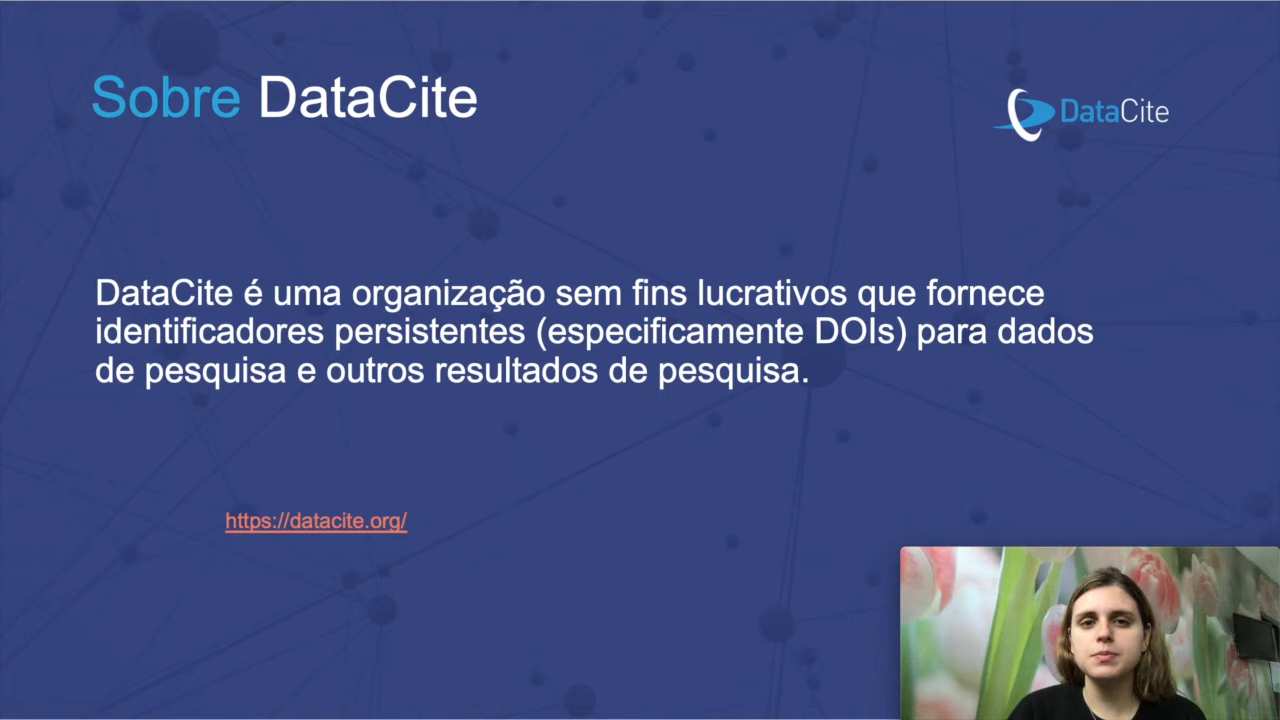 Sobre DataCite
DataCite
DataCite é uma organização sem fins lucrativos que fornece
identificadores persistentes (especificamente DOIs) para dados
de pesquisa e outros resultados de pesquisa.
https://datacite.org/